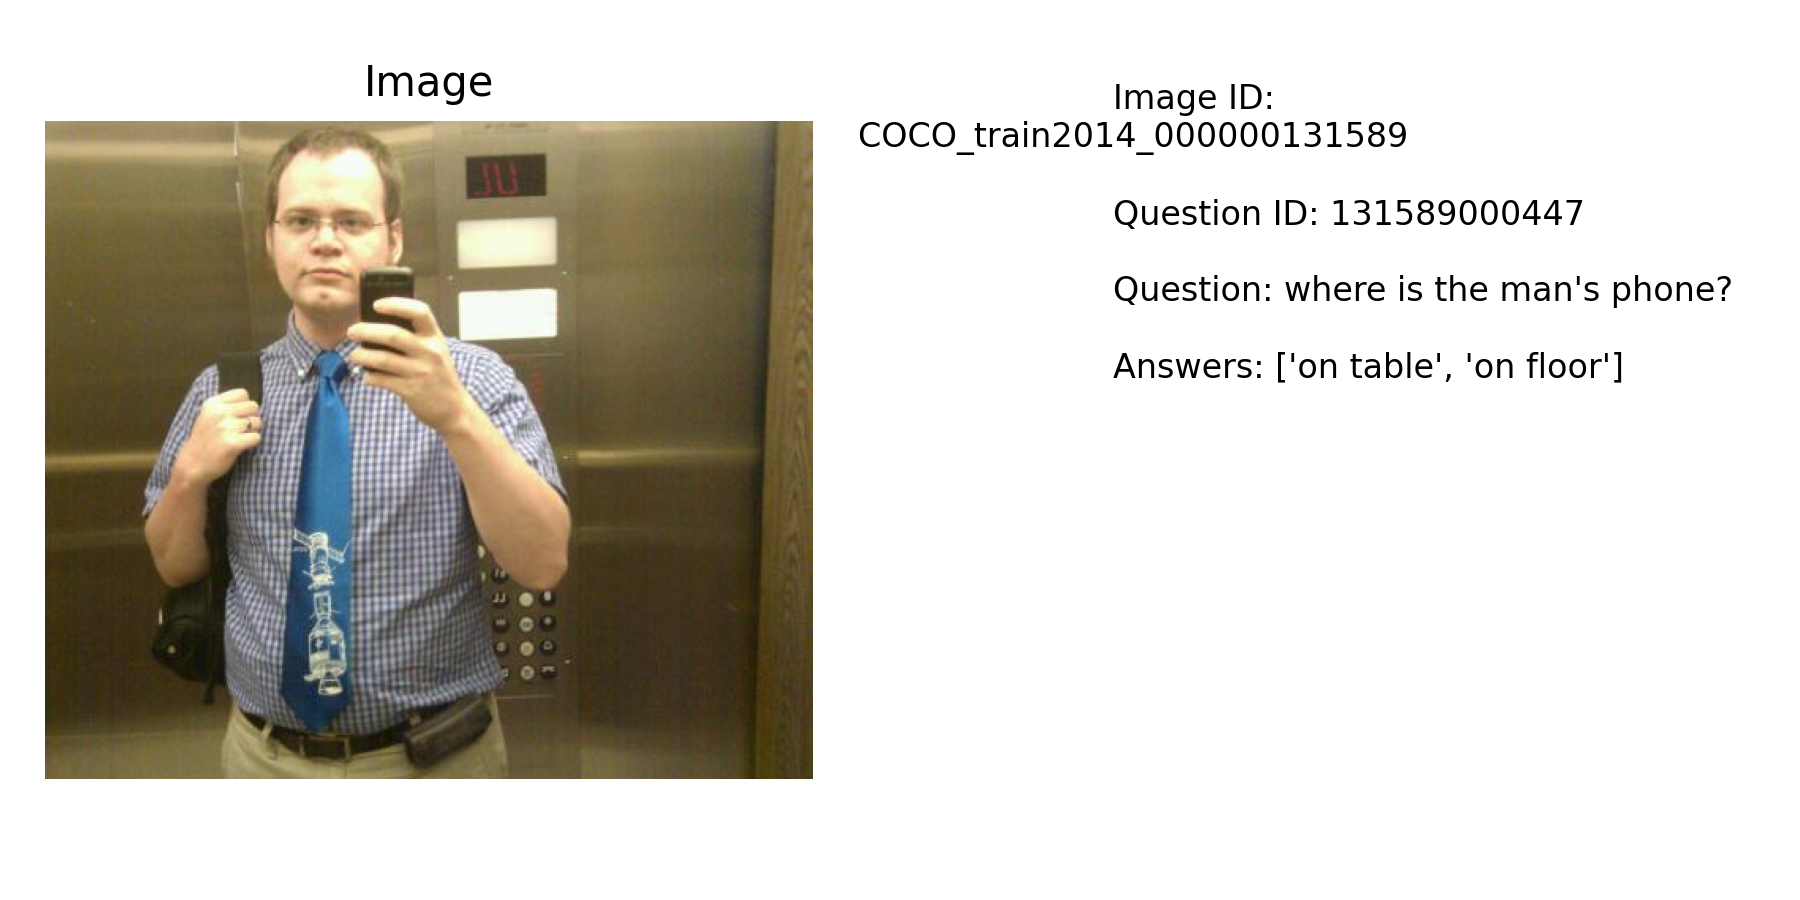 Image
Image ID:
COCO_train2014_000000131589
Question ID: 131589000447
Question: where is the man's phone?
Answers: ['on table', 'on floor']